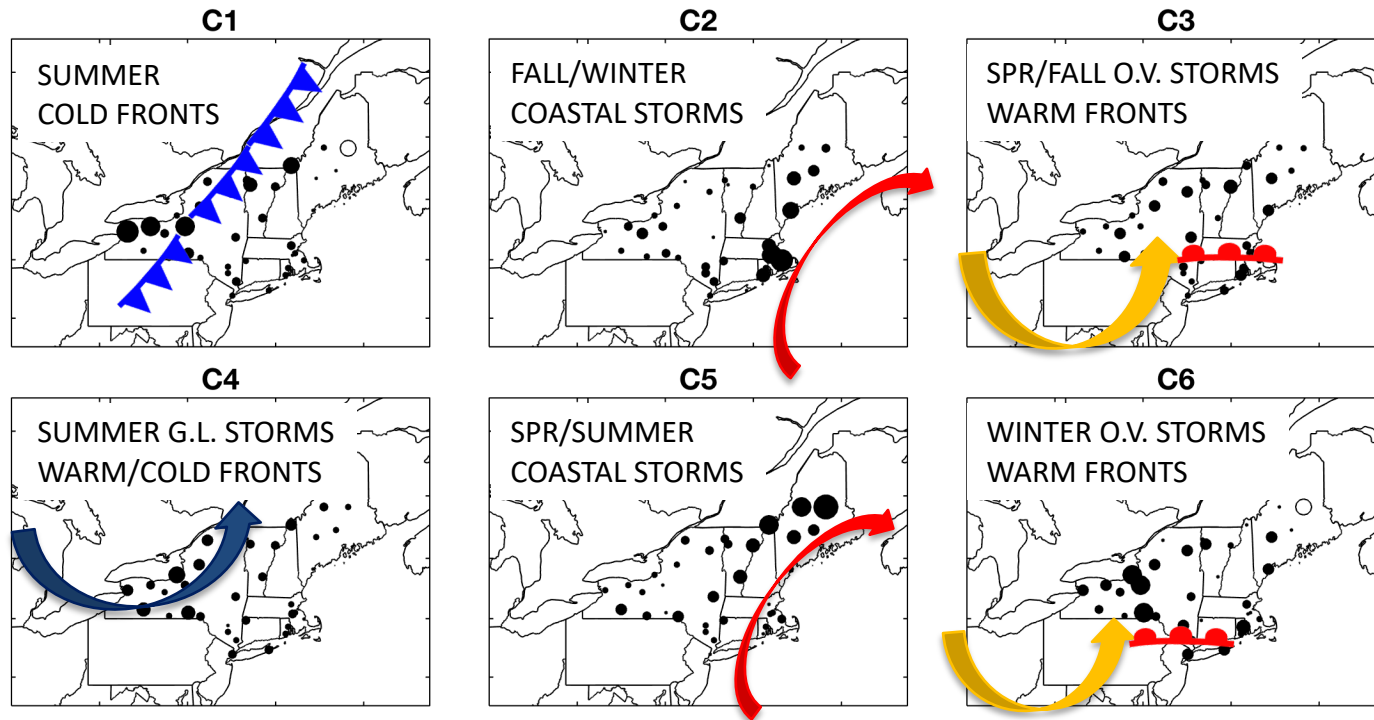 C1
SUMMER
COLD FRONTS
C2
FALL/WINTER
COASTAL STORMS
C3
SPR/FALL O.V. STORMS
WARM FRONTS
C4
SUMMER G.L. STORMS
WARM/COLD FRONTS
C5
SPR/SUMMER
COASTAL STORMS
C6
WINTER O.V. STORMS
WARM FRONTS